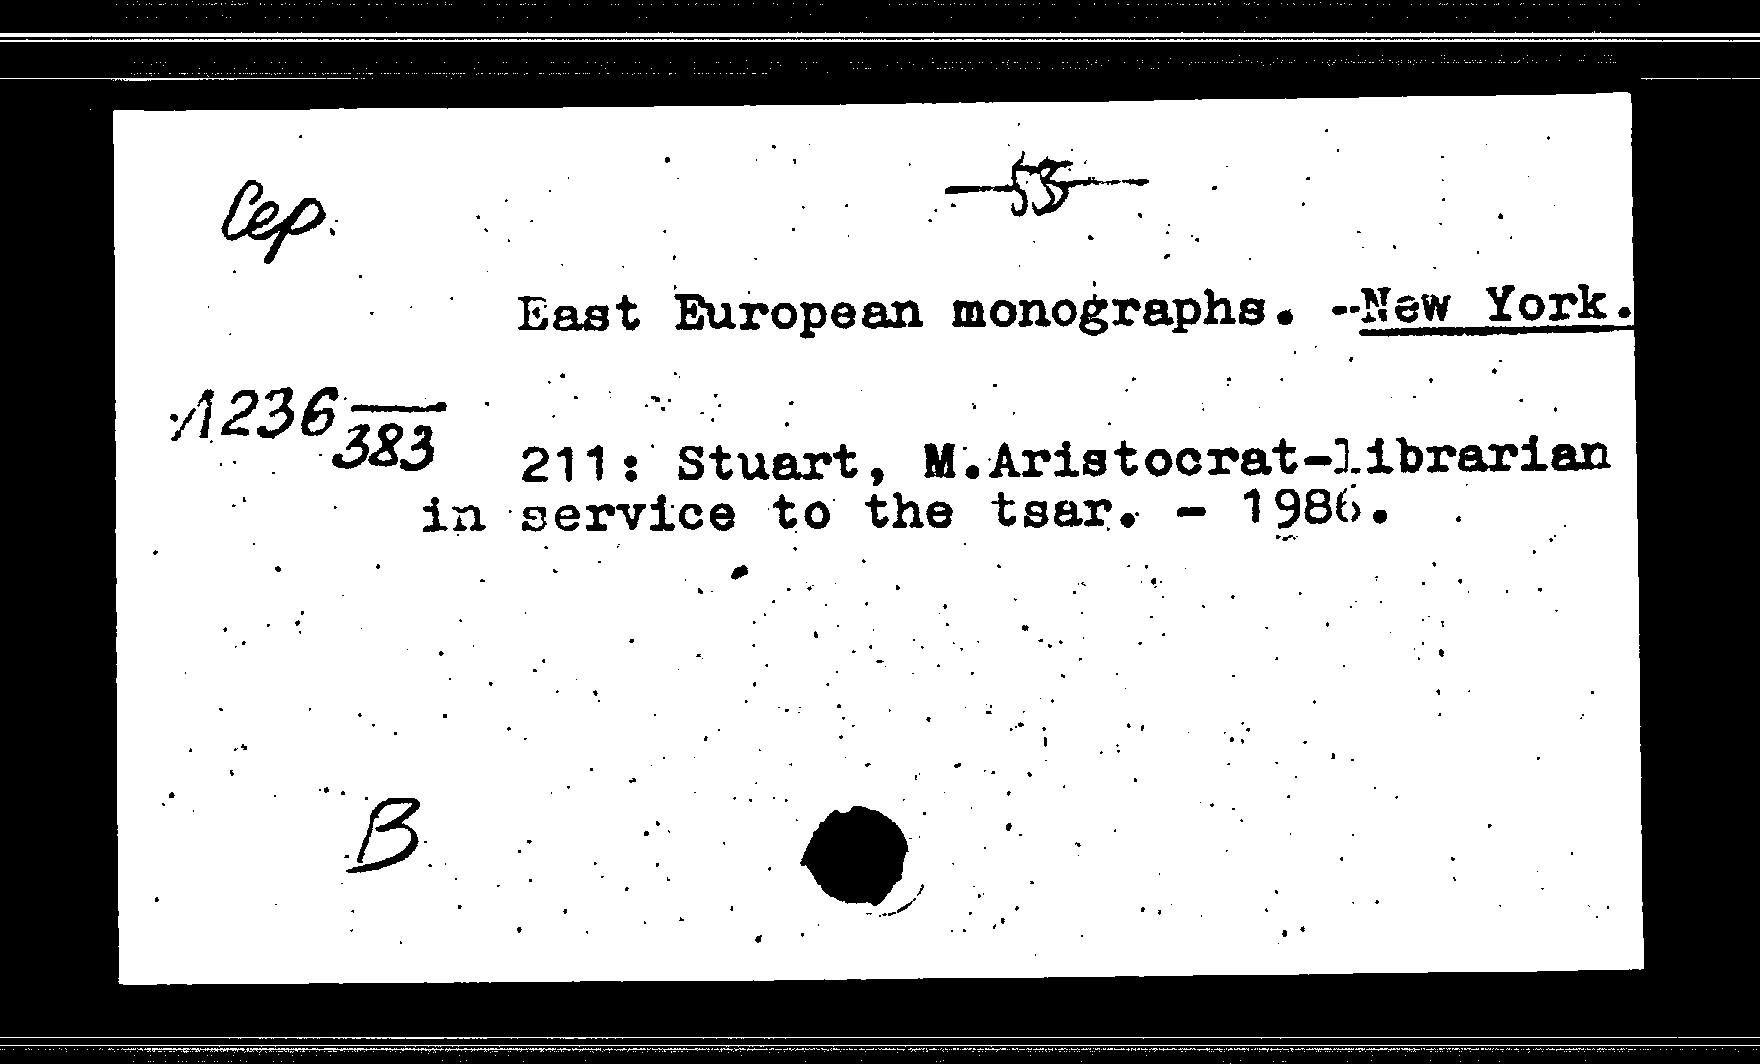 Сер.
53
East European monographs. --New York.
Л236
383
211: Stuart, M.Aristocrat-librarian
in service to the tsar. - 1986.
В